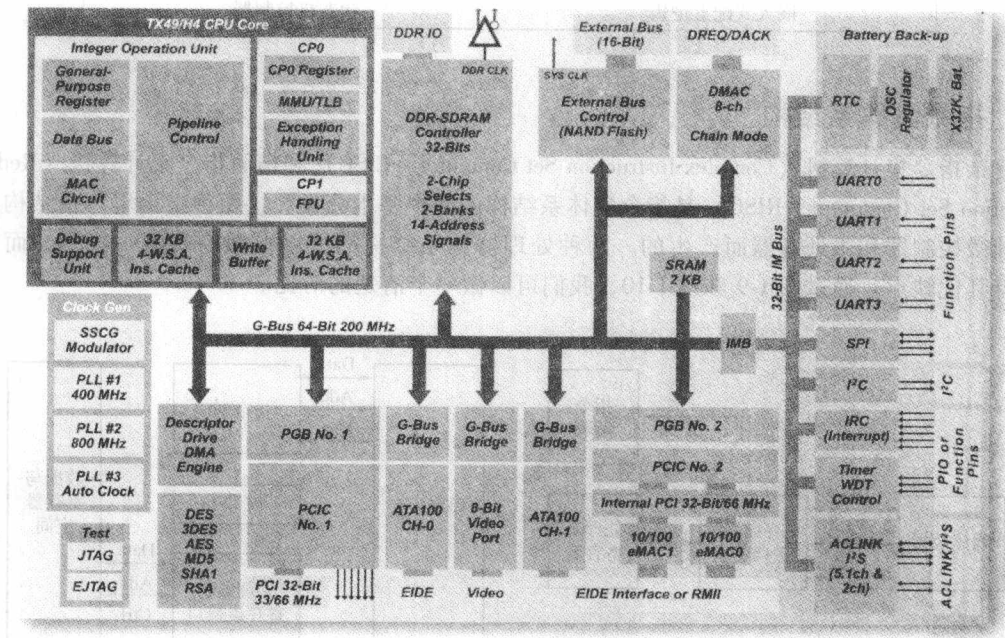 TX49/H4 CPU Core
Integer Operation Unit
General-
Purpose
Register
Data Bus
MAC
Circuit
Pipeline
Control
CP0
CP0 Register
MMU/TLB
Exception
Handling
Unit
CP1
FPU
Debug
Support
Unit
32 KB
4-W.S.A.
Ins. Cache
Write
Buffer
32 KB
4-W.S.A.
Ins. Cache
DDR IO
DDR CLK
DDR-SDRAM
Controller
32-Bits
2-Chip
Selects
2-Banks
14-Address
Signals
External Bus
(16-Bit)
SYS CLK
External Bus
Control
(NAND Flash)
DREQ/DACK
DMAC
8-ch
Chain Mode
SRAM
2 KB
Battery Back-up
RTC
OSC
Regulator
X32K, Bat
UART0
UART1
UART2
UART3
SPI
I²C
IRC
(Interrupt)
Timer
WDT
Control
ACLINK
I²S
(5.1ch &
2ch)
Function Pins
I²C
PIO or
Function
Pins
ACLINK/I²S
32-Bit IM Bus
IMB
G-Bus 64-Bit 200 MHz
Clock Gen
SSCG
Modulator
PLL #1
400 MHz
PLL #2
800 MHz
PLL #3
Auto Clock
Test
JTAG
EJTAG
Descriptor
Drive
DMA
Engine
DES
3DES
AES
MD5
SHA1
RSA
PGB No. 1
PCIC
No. 1
PCI 32-Bit
33/66 MHz
G-Bus
Bridge
ATA100
CH-0
EIDE
G-Bus
Bridge
8-Bit
Video
Port
Video
G-Bus
Bridge
ATA100
CH-1
PGB No. 2
PCIC No. 2
Internal PCI 32-Bit/66 MHz
10/100
eMAC1
10/100
eMAC0
EIDE Interface or RMII